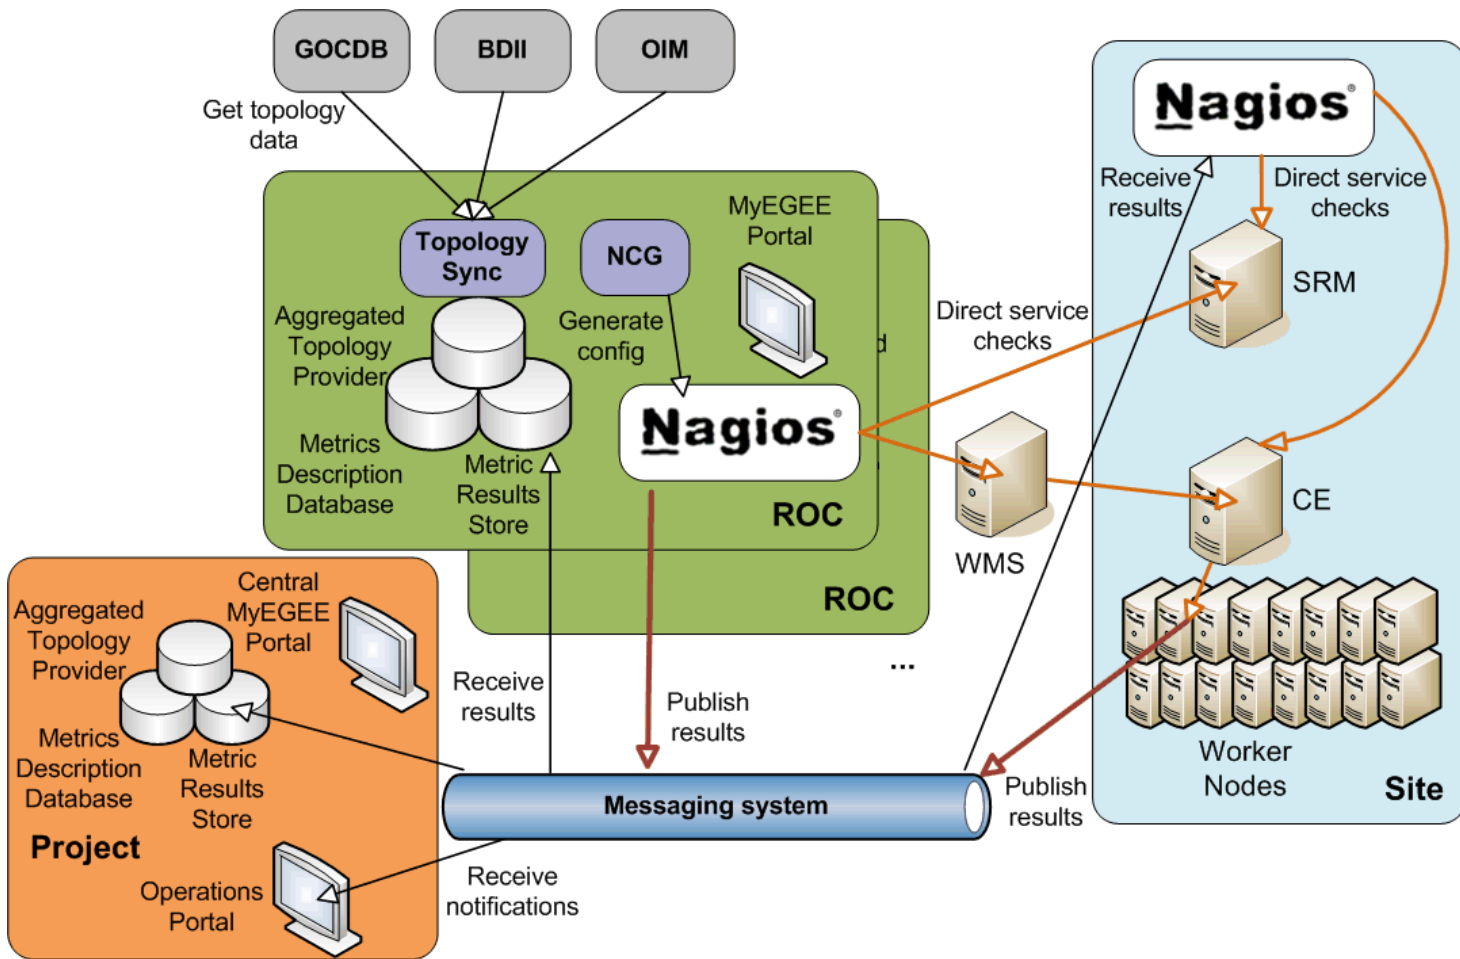 GOCDB
BDII
OIM
Get topology
data
Topology
Sync
NCG
MyEGEE
Portal
Aggregated
Topology
Provider
Generate
config
Nagios®
Metrics
Description
Database
Metric
Results
Store
ROC
d
ROC
...
Direct service
checks
WMS
Nagios®
Receive
results
Direct service
checks
SRM
CE
Worker
Nodes
Site
Central
MyEGEE
Portal
Aggregated
Topology
Provider
Metrics
Description
Database
Metric
Results
Store
Project
Operations
Portal
Receive
results
Publish
results
Messaging system
Publish
results
Receive
notifications